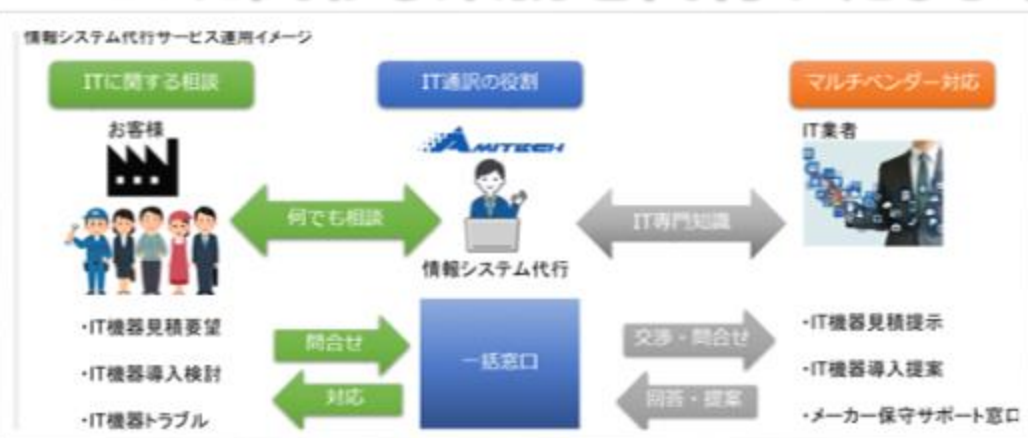 情報システム代行サービス運用イメージ
ITに関する相談
IT通訳の役割
マルチベンダー対応
お客様
AMITECH
IT業者
何でも相談
IT専門知識
情報システム代行
・IT機器見積要望
・IT機器導入検討
・IT機器トラブル
問合せ
対応
一括窓口
交渉・問合せ
回答・提案
・IT機器見積提示
・IT機器導入提案
・メーカー保守サポート窓口